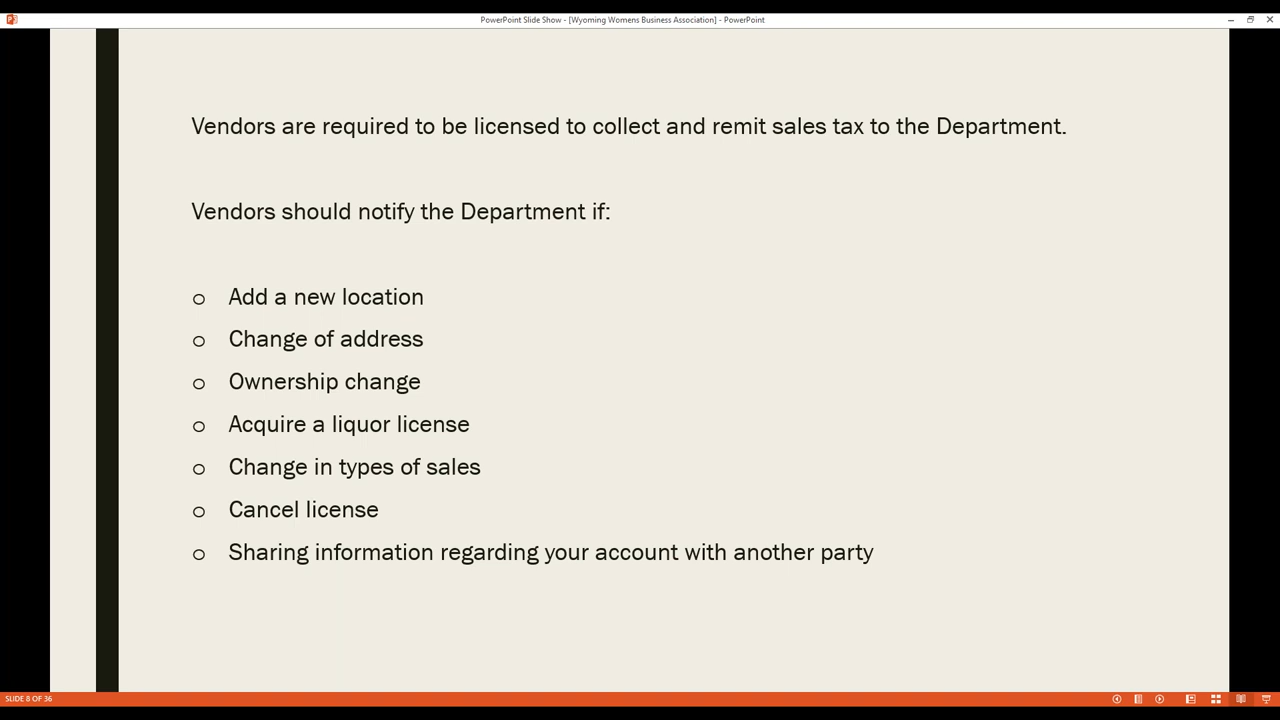 PowerPoint Slide Show - [Wyoming Womens Business Association] - PowerPoint
Vendors are required to be licensed to collect and remit sales tax to the Department.
Vendors should notify the Department if:
o Add a new location
o Change of address
o Ownership change
o Acquire a liquor license
o Change in types of sales
o Cancel license
o Sharing information regarding your account with another party
SLIDE 8 OF 36